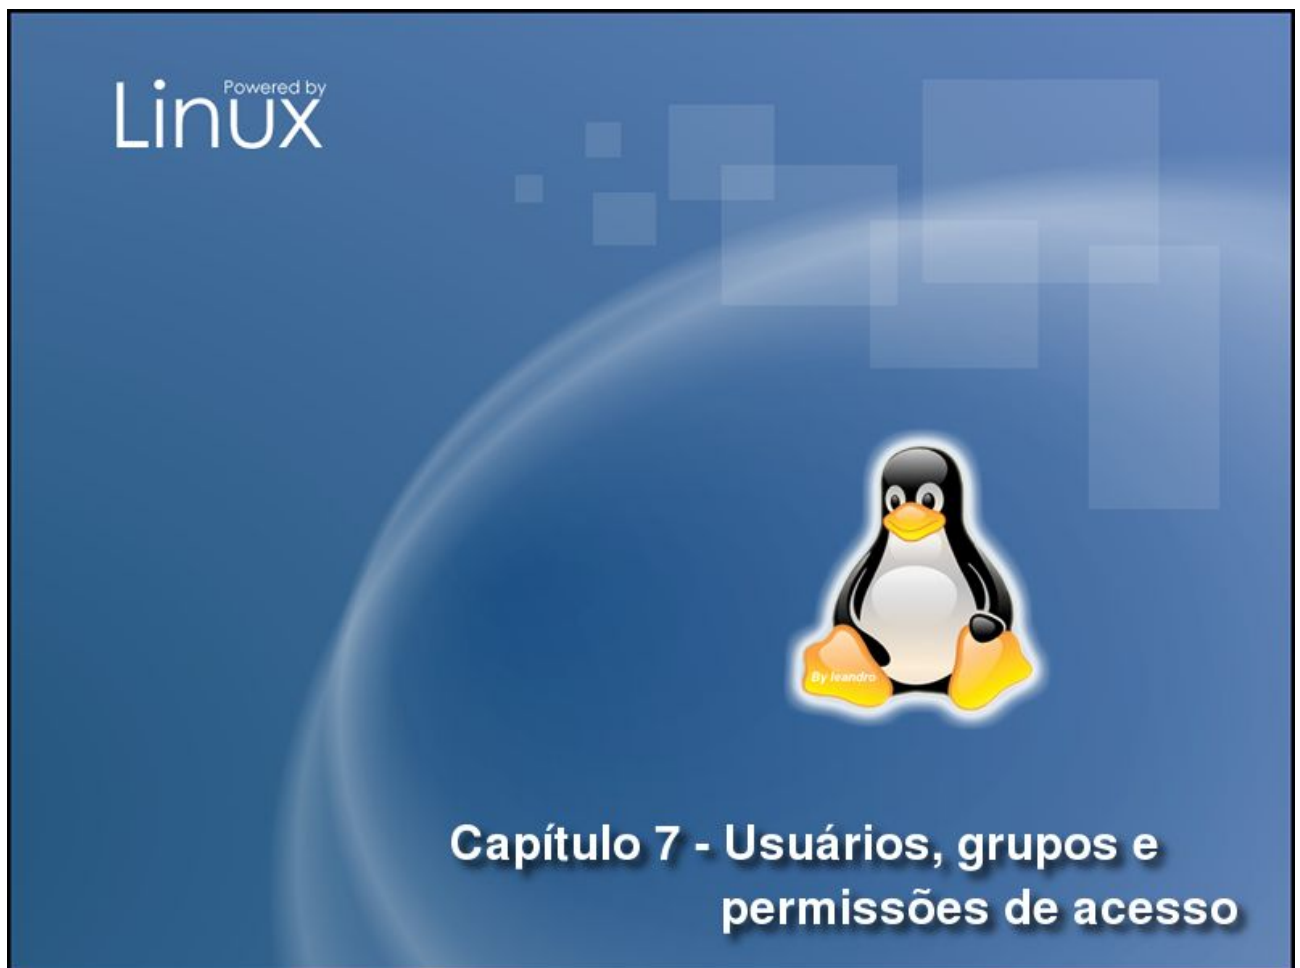 Powered by
Linux
By leandro
Capítulo 7 - Usuários, grupos e
permissões de acesso